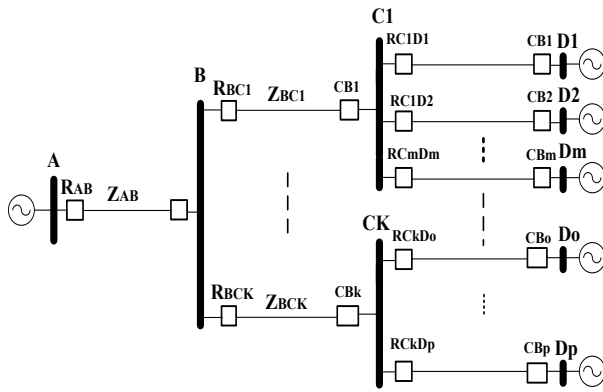 C1
RC1D1
CB1 D1
B
RBC1
ZBC1
CB1
RC1D2
CB2 D2
A
RAB
ZAB
RCmDm
CBm Dm
CK
RCkDo
CBo Do
RBCK
ZBCK
CBk
RCkDp
CBp Dp